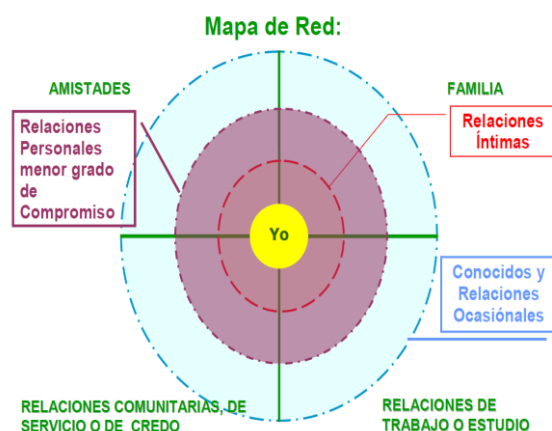 Mapa de Red:
AMISTADES
FAMILIA
Relaciones
Personales
menor grado
de
Compromiso
Relaciones
Íntimas
Yo
Conocidos y
Relaciones
Ocasiónales
RELACIONES COMUNITARIAS, DE
SERVICIO O DE CREDO
RELACIONES DE
TRABAJO O ESTUDIO